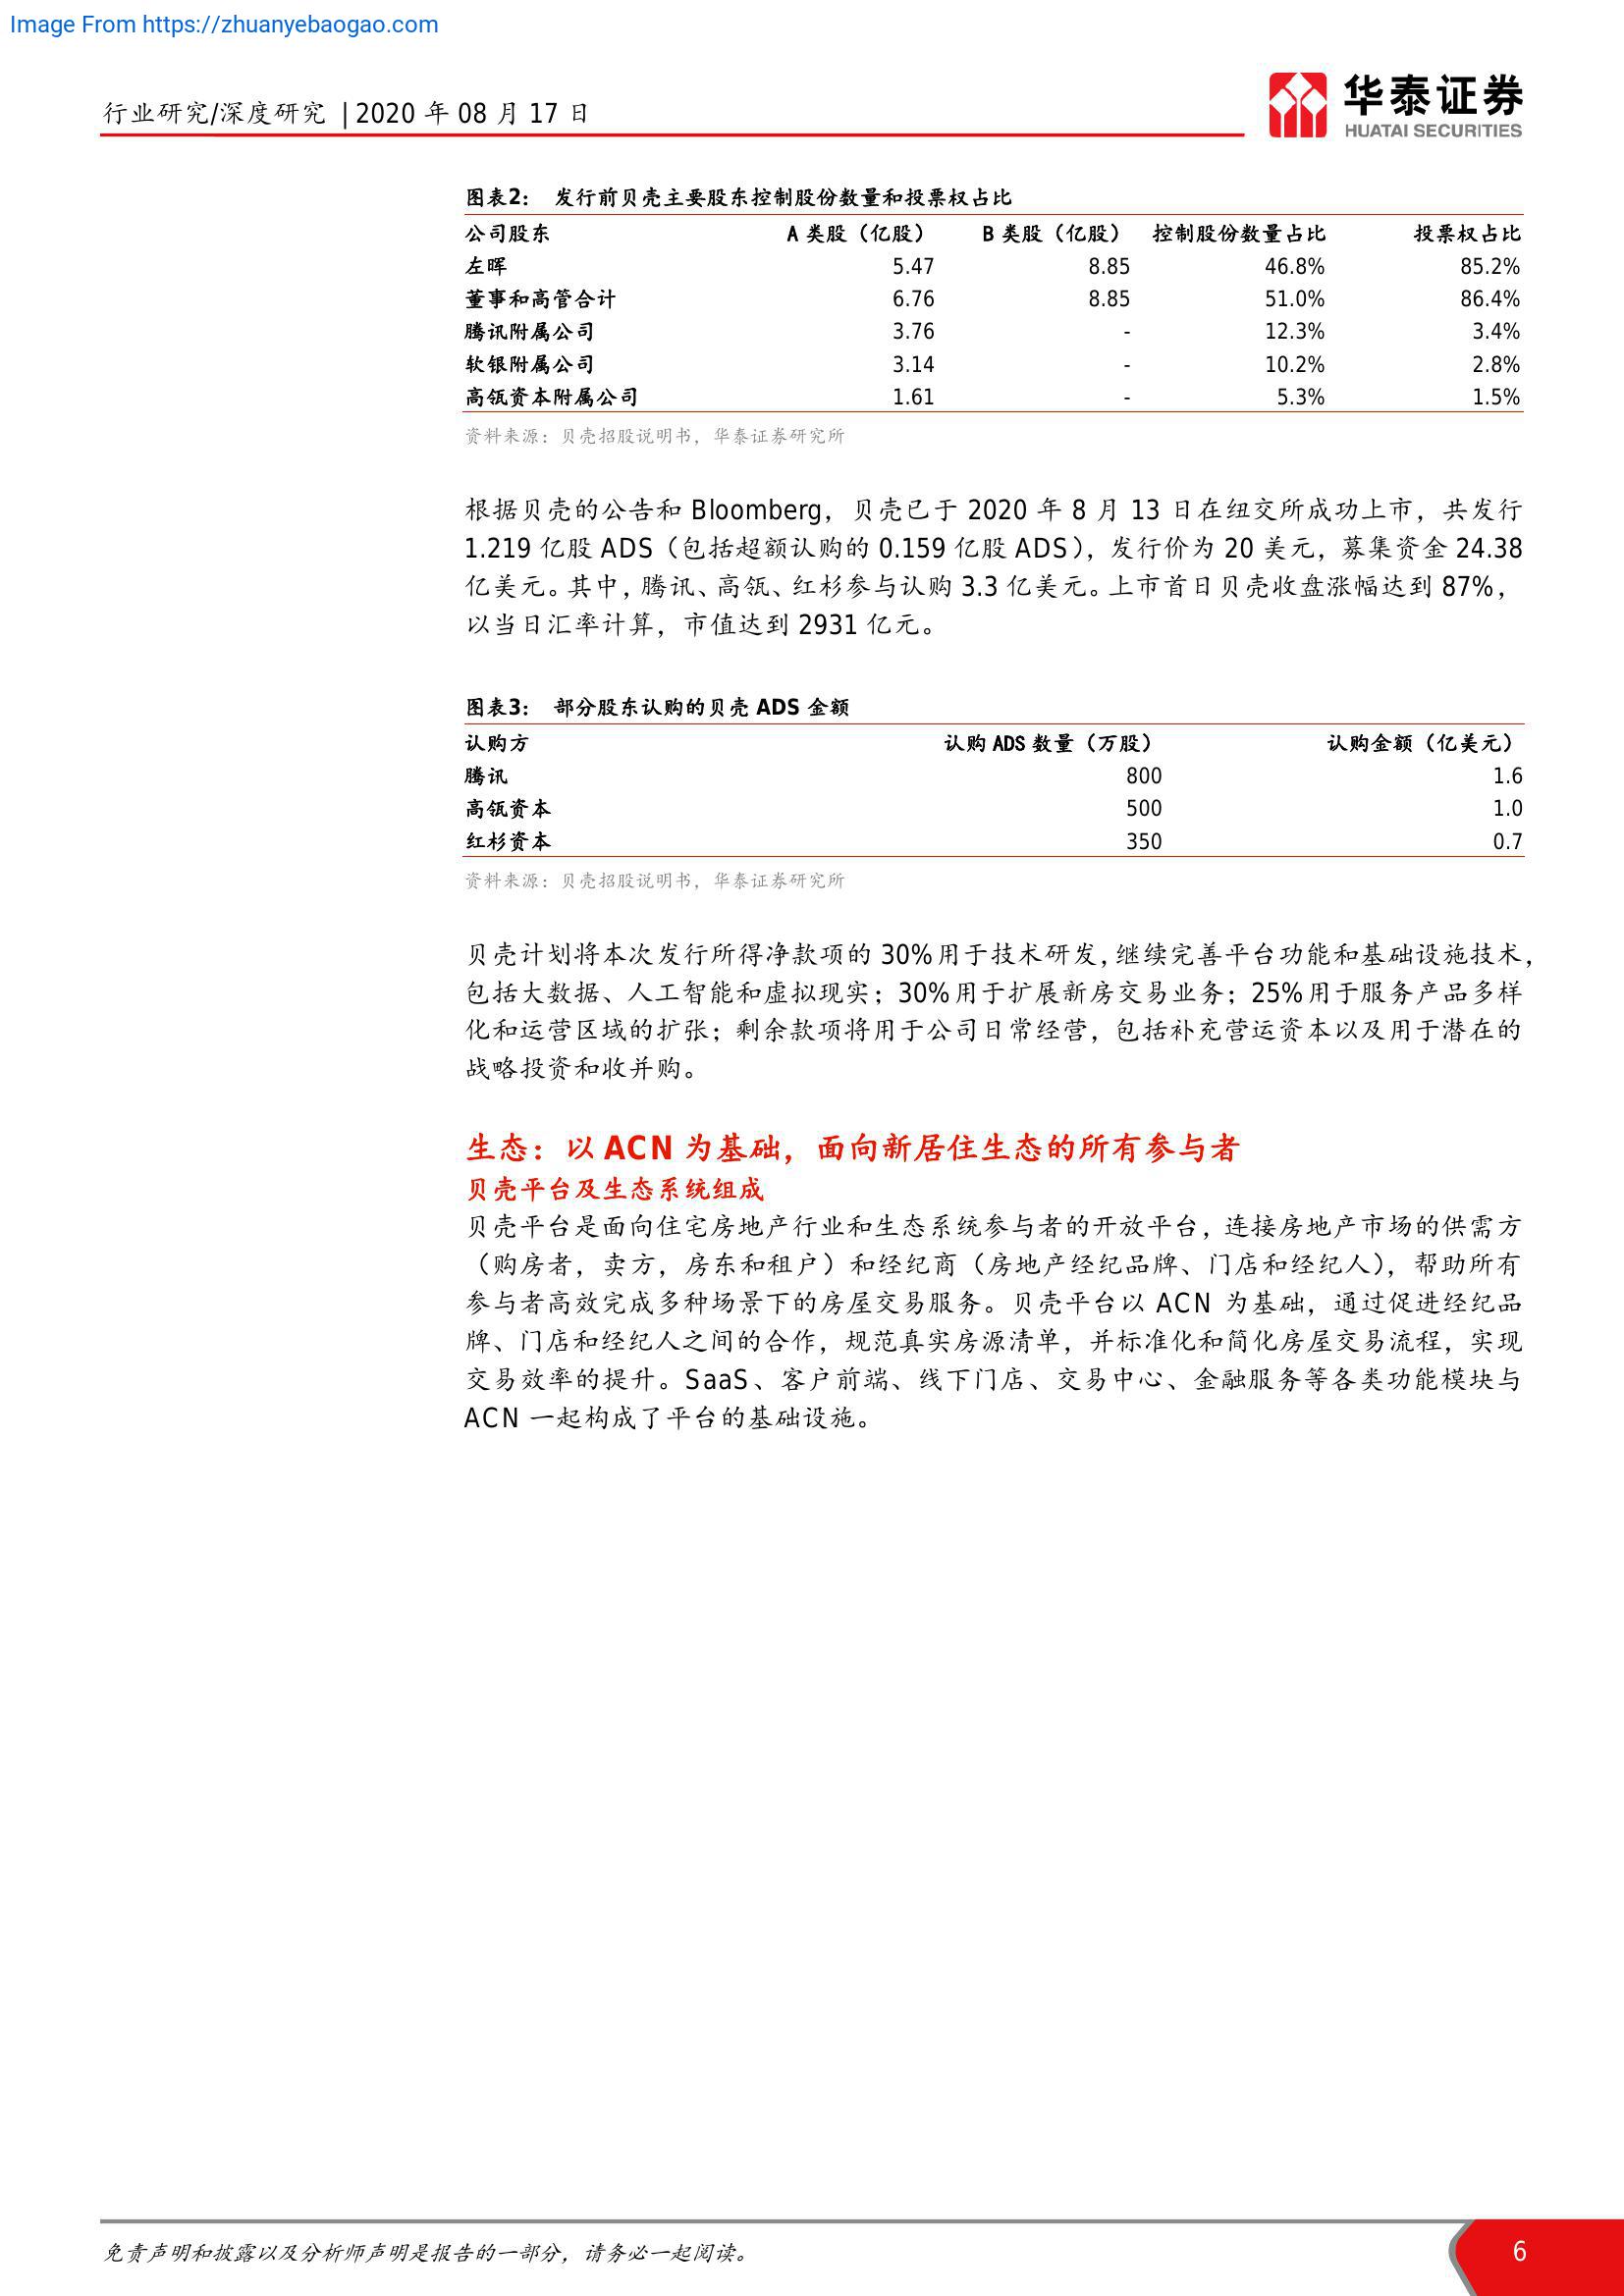 Image From https://zhuanyebaogao.com
行业研究/深度研究 | 2020 年 08 月 17 日
华泰证券
HUATAI SECURITIES
图表2： 发行前贝壳主要股东控制股份数量和投票权占比
公司股东 A 类股（亿股） B 类股（亿股） 控制股份数量占比 投票权占比
左晖 5.47 8.85 46.8% 85.2%
董事和高管合计 6.76 8.85 51.0% 86.4%
腾讯附属公司 3.76 - 12.3% 3.4%
软银附属公司 3.14 - 10.2% 2.8%
高瓴资本附属公司 1.61 - 5.3% 1.5%
资料来源：贝壳招股说明书，华泰证券研究所
根据贝壳的公告和 Bloomberg，贝壳已于 2020 年 8 月 13 日在纽交所成功上市，共发行
1.219 亿股 ADS（包括超额认购的 0.159 亿股 ADS），发行价为 20 美元，募集资金 24.38
亿美元。其中，腾讯、高瓴、红杉参与认购 3.3 亿美元。上市首日贝壳收盘涨幅达到 87%，
以当日汇率计算，市值达到 2931 亿元。
图表3： 部分股东认购的贝壳 ADS 金额
认购方 认购 ADS 数量（万股） 认购金额（亿美元）
腾讯 800 1.6
高瓴资本 500 1.0
红杉资本 350 0.7
资料来源：贝壳招股说明书，华泰证券研究所
贝壳计划将本次发行所得净款项的 30%用于技术研发，继续完善平台功能和基础设施技术，
包括大数据、人工智能和虚拟现实；30%用于扩展新房交易业务；25%用于服务产品多样
化和运营区域的扩张；剩余款项将用于公司日常经营，包括补充营运资本以及用于潜在的
战略投资和收并购。
生态：以 ACN 为基础，面向新居住生态的所有参与者
贝壳平台及生态系统组成
贝壳平台是面向住宅房地产行业和生态系统参与者的开放平台，连接房地产市场的供需方
（购房者，卖方，房东和租户）和经纪商（房地产经纪品牌、门店和经纪人），帮助所有
参与者高效完成多种场景下的房屋交易服务。贝壳平台以 ACN 为基础，通过促进经纪品
牌、门店和经纪人之间的合作，规范真实房源清单，并标准化和简化房屋交易流程，实现
交易效率的提升。SaaS、客户前端、线下门店、交易中心、金融服务等各类功能模块与
ACN 一起构成了平台的基础设施。
免责声明和披露以及分析师声明是报告的一部分，请务必一起阅读。
6